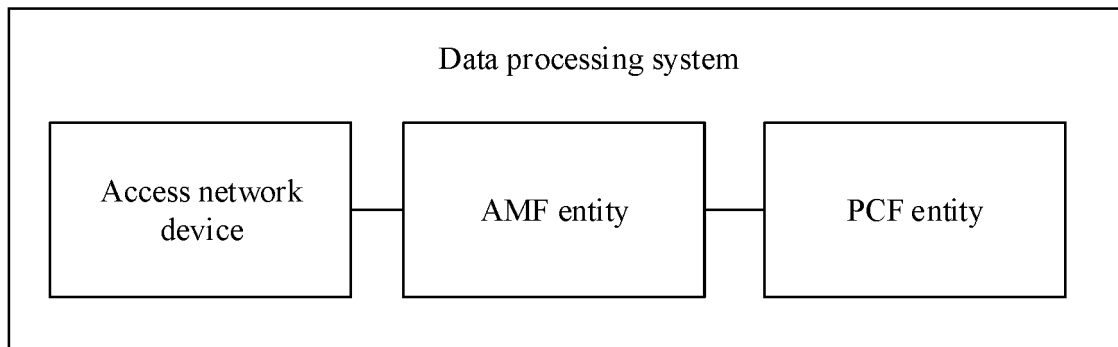 Data processing system
Access network
device
AMF entity
PCF entity